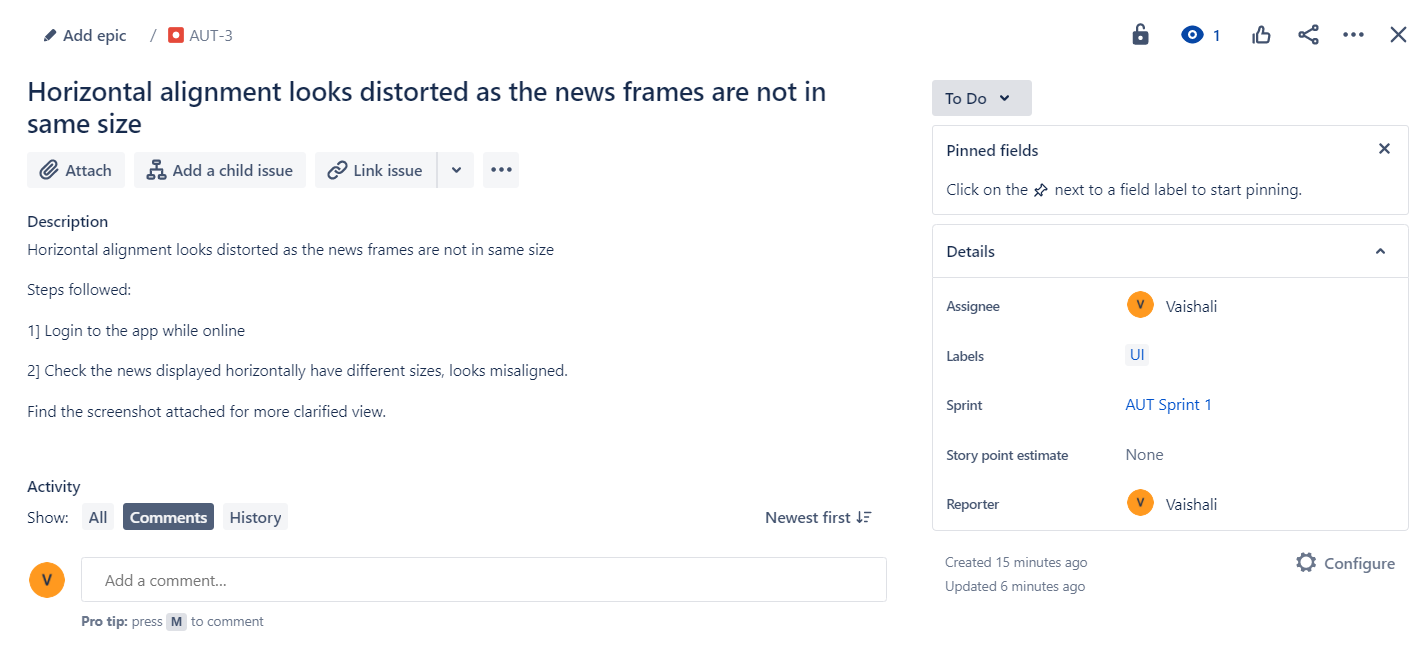 Add epic / AUT-3
1
Horizontal alignment looks distorted as the news frames are not in
same size
Attach
Add a child issue
Link issue
Description
Horizontal alignment looks distorted as the news frames are not in same size
Steps followed:
1] Login to the app while online
2] Check the news displayed horizontally have different sizes, looks misaligned.
Find the screenshot attached for more clarified view.
Activity
Show: All Comments History
Newest first
V
Add a comment...
Pro tip: press M to comment
To Do
Pinned fields
Click on the next to a field label to start pinning.
Details
Assignee V Vaishali
Labels UI
Sprint AUT Sprint 1
Story point estimate None
Reporter V Vaishali
Created 15 minutes ago
Updated 6 minutes ago
Configure